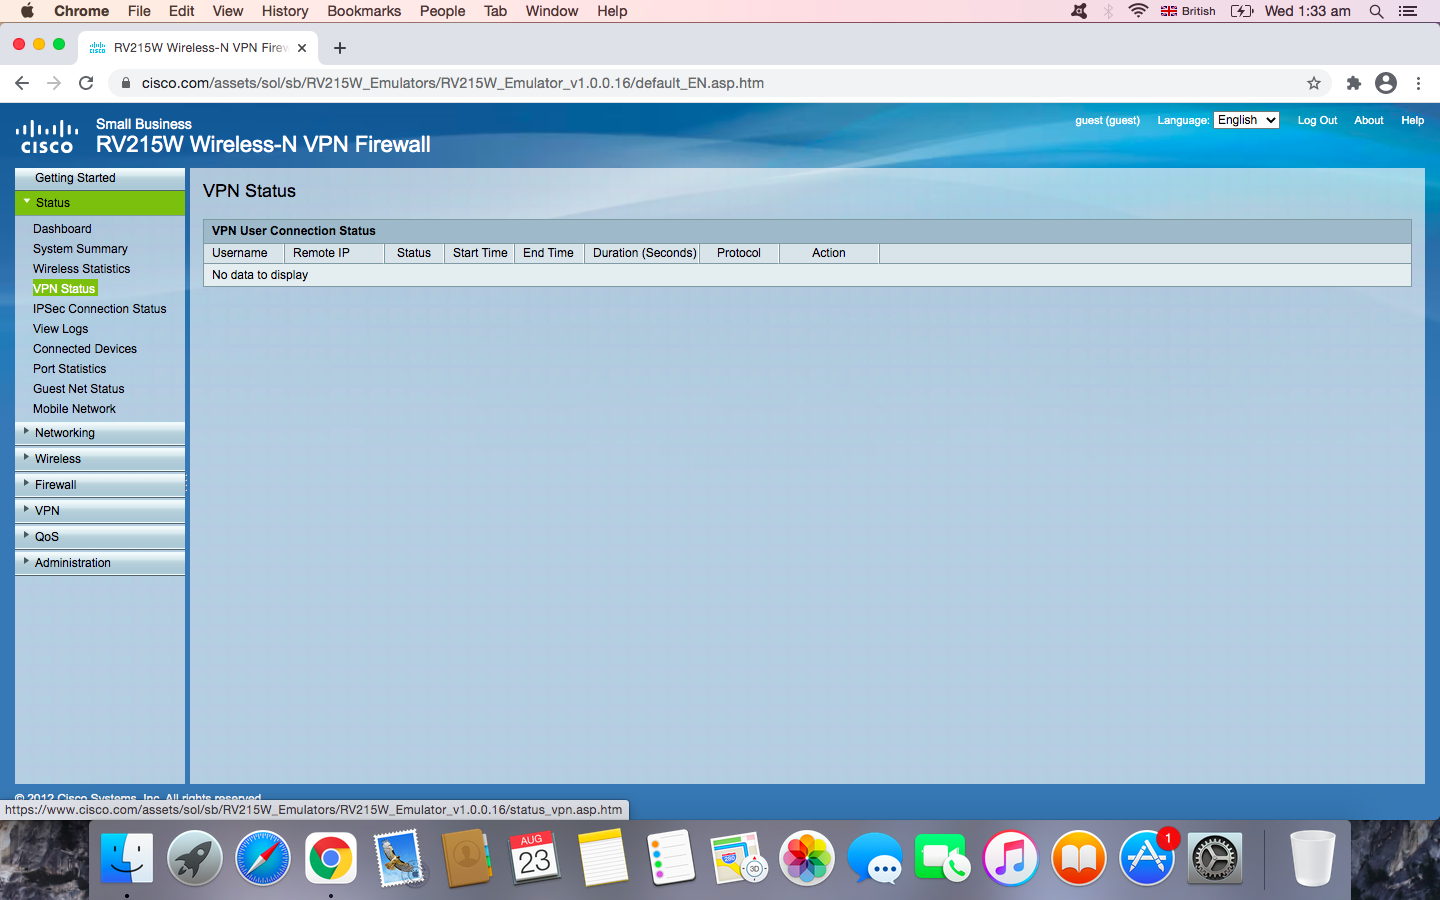 Chrome File Edit View History Bookmarks People Tab Window Help British Wed 1:33 am
RV215W Wireless-N VPN Firew
cisco.com/assets/sol/sb/RV215W_Emulators/RV215W_Emulator_v1.0.0.16/default_EN.asp.htm
Small Business
CISCO RV215W Wireless-N VPN Firewall
guest (guest) Language: English Log Out About Help
Getting Started
Status
Dashboard
System Summary
Wireless Statistics
VPN Status
IPSec Connection Status
View Logs
Connected Devices
Port Statistics
Guest Net Status
Mobile Network
Networking
Wireless
Firewall
VPN
QoS
Administration
VPN Status
VPN User Connection Status
Username Remote IP Status Start Time End Time Duration (Seconds) Protocol Action
No data to display
© 2012 Cisco Systems, Inc. All rights reserved.
https://www.cisco.com/assets/sol/sb/RV215W_Emulators/RV215W_Emulator_v1.0.0.16/status_vpn.asp.htm
AUG
23
280
3D
1